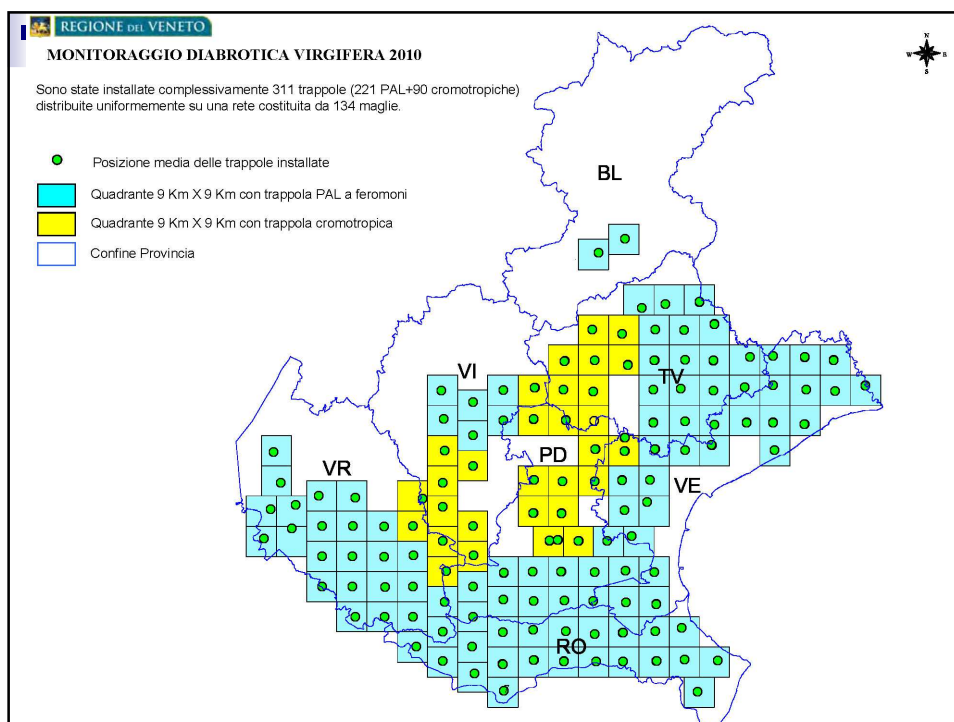 REGIONE DEL VENETO
MONITORAGGIO DIABROTICA VIRGIFERA 2010
Sono state installate complessivamente 311 trappole (221 PAL+90 cromotropiche)
distribuite uniformemente su una rete costituita da 134 maglie.
Posizione media delle trappole installate
Quadrante 9 Km X 9 Km con trappola PAL a feromoni
Quadrante 9 Km X 9 Km con trappola cromotropica
Confine Provincia
N
W E
S
BL
VI
TV
PD
VR
VE
RO